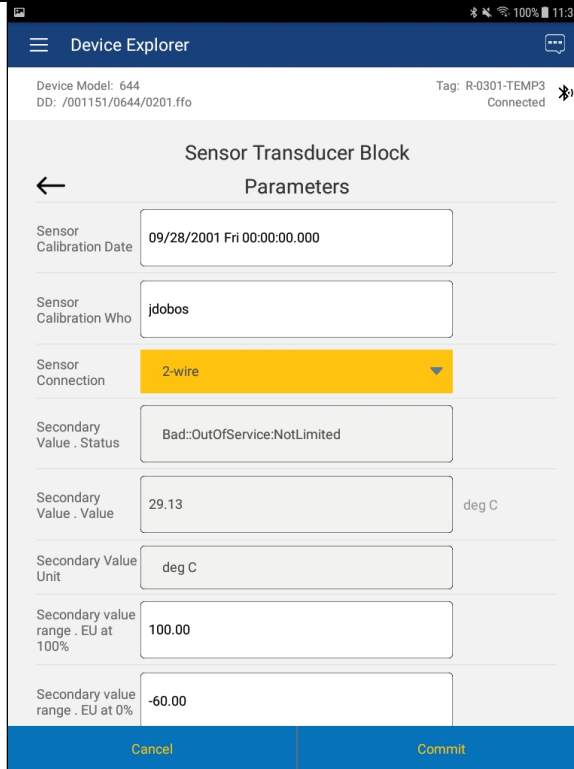 100% 11:3
Device Explorer
Device Model: 644
DD: /001151/0644/0201.ffo
Tag: R-0301-TEMP3
Connected
Sensor Transducer Block
Parameters
Sensor
Calibration Date
09/28/2001 Fri 00:00:00.000
Sensor
Calibration Who
jdobos
Sensor
Connection
2-wire
Secondary
Value . Status
Bad::OutOfService:NotLimited
Secondary
Value . Value
29.13
deg C
Secondary Value
Unit
deg C
Secondary value
range . EU at
100%
100.00
Secondary value
range . EU at 0%
-60.00
Cancel
Commit